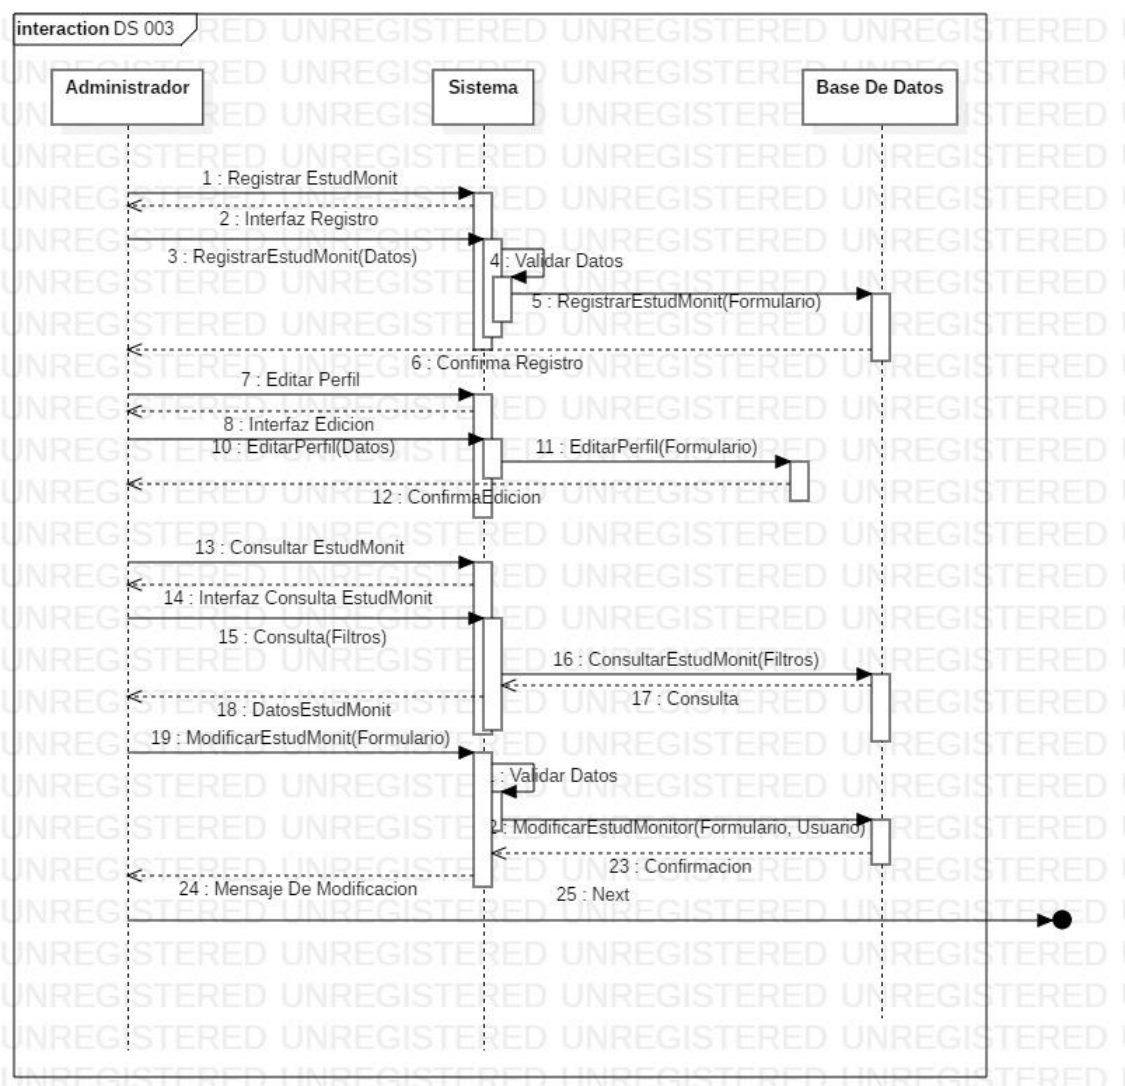 interaction DS 003
Administrador
Sistema
Base De Datos
1 : Registrar EstudMonit
2 : Interfaz Registro
3 : RegistrarEstudMonit(Datos)
4 : Validar Datos
5 : RegistrarEstudMonit(Formulario)
6 : Confirma Registro
7 : Editar Perfil
8 : Interfaz Edicion
10 : EditarPerfil(Datos)
11 : EditarPerfil(Formulario)
12 : ConfirmaEdicion
13 : Consultar EstudMonit
14 : Interfaz Consulta EstudMonit
15 : Consulta(Filtros)
16 : ConsultarEstudMonit(Filtros)
17 : Consulta
18 : DatosEstudMonit
19 : ModificarEstudMonit(Formulario)
: Validar Datos
2 : ModificarEstudMonitor(Formulario, Usuario)
23 : Confirmacion
24 : Mensaje De Modificacion
25 : Next
UNREGISTERED